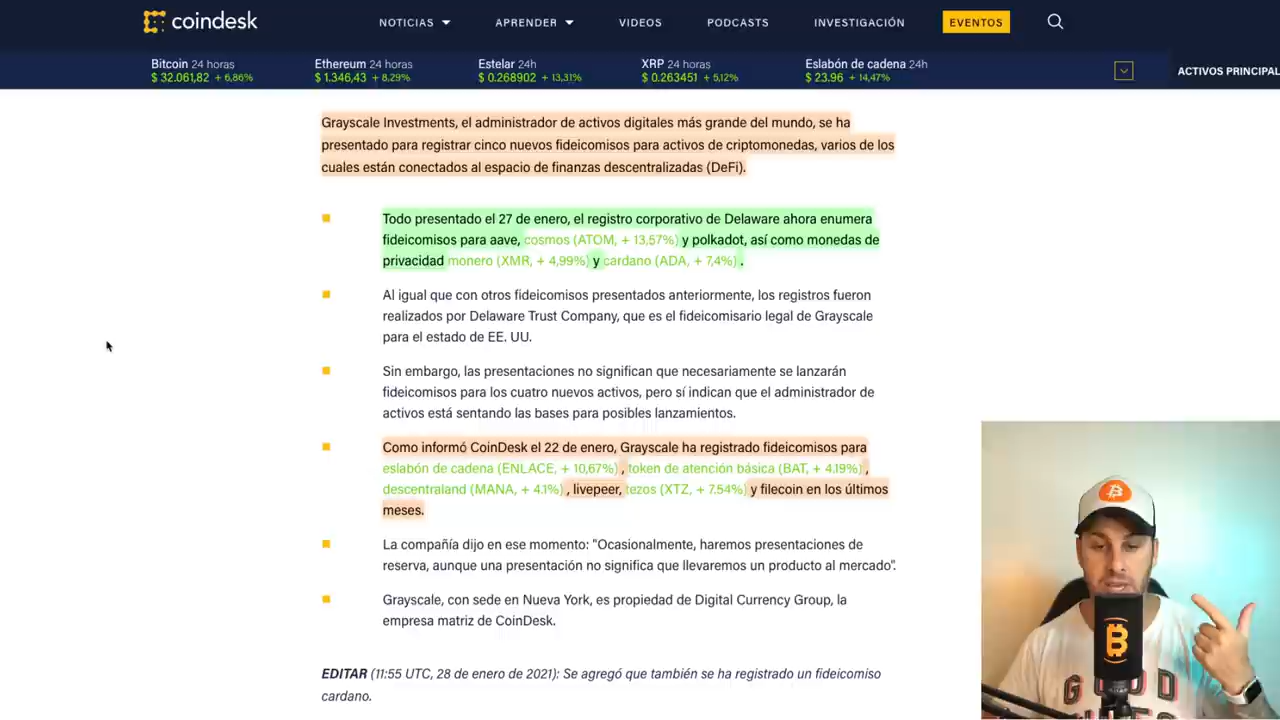 coindesk
NOTICIAS
APRENDER
VIDEOS
PODCASTS
INVESTIGACIÓN
EVENTOS
Bitcoin 24 horas
$ 32.061,82 + 6,86%
Ethereum 24 horas
$ 1.346,43 + 8,29%
Estelar 24h
$ 0.268902 + 13,31%
XRP 24 horas
$ 0.263451 + 5,12%
Eslabón de cadena 24h
$ 23.96 + 14,47%
ACTIVOS PRINCIPAL
Grayscale Investments, el administrador de activos digitales más grande del mundo, se ha
presentado para registrar cinco nuevos fideicomisos para activos de criptomonedas, varios de los
cuales están conectados al espacio de finanzas descentralizadas (DeFi).
Todo presentado el 27 de enero, el registro corporativo de Delaware ahora enumera
fideicomisos para aave, cosmos (ATOM, + 13,57%) y polkadot, así como monedas de
privacidad monero (XMR, + 4,99%) y cardano (ADA, + 7,4%) .
Al igual que con otros fideicomisos presentados anteriormente, los registros fueron
realizados por Delaware Trust Company, que es el fideicomisario legal de Grayscale
para el estado de EE. UU.
Sin embargo, las presentaciones no significan que necesariamente se lanzarán
fideicomisos para los cuatro nuevos activos, pero sí indican que el administrador de
activos está sentando las bases para posibles lanzamientos.
Como informó CoinDesk el 22 de enero, Grayscale ha registrado fideicomisos para
eslabón de cadena (ENLACE, + 10,67%) , token de atención básica (BAT, + 4.19%) ,
descentraland (MANA, + 4.1%) , livepeer, tezos (XTZ, + 7.54%) y filecoin en los últimos
meses.
La compañía dijo en ese momento: "Ocasionalmente, haremos presentaciones de
reserva, aunque una presentación no significa que llevaremos un producto al mercado".
Grayscale, con sede en Nueva York, es propiedad de Digital Currency Group, la
empresa matriz de CoinDesk.
EDITAR (11:55 UTC, 28 de enero de 2021): Se agregó que también se ha registrado un fideicomiso
cardano.